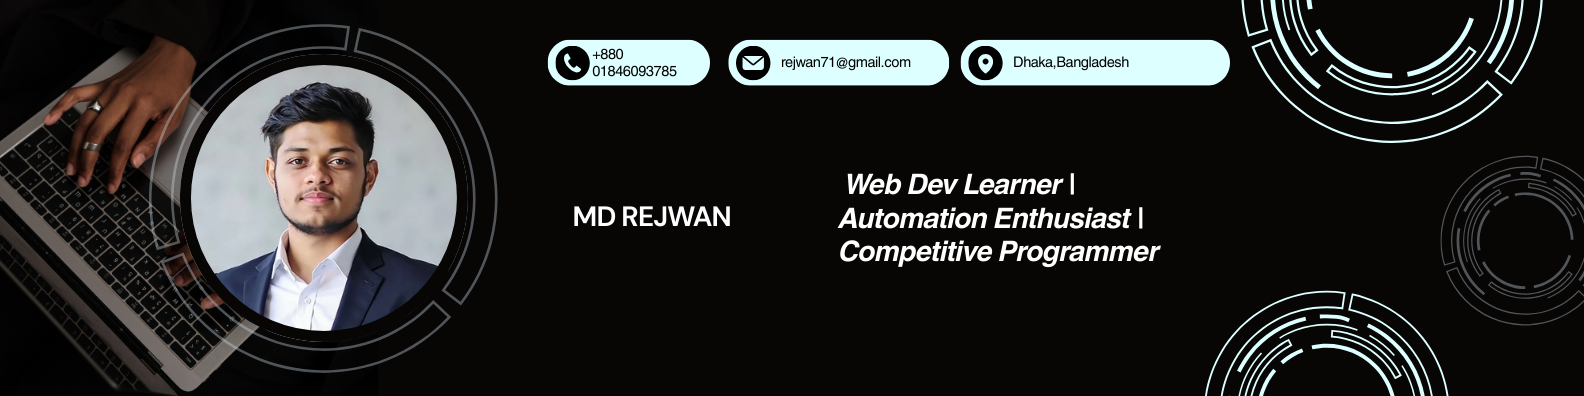 +880
01846093785
rejwan71@gmail.com
Dhaka,Bangladesh
MD REJWAN
Web Dev Learner |
Automation Enthusiast |
Competitive Programmer